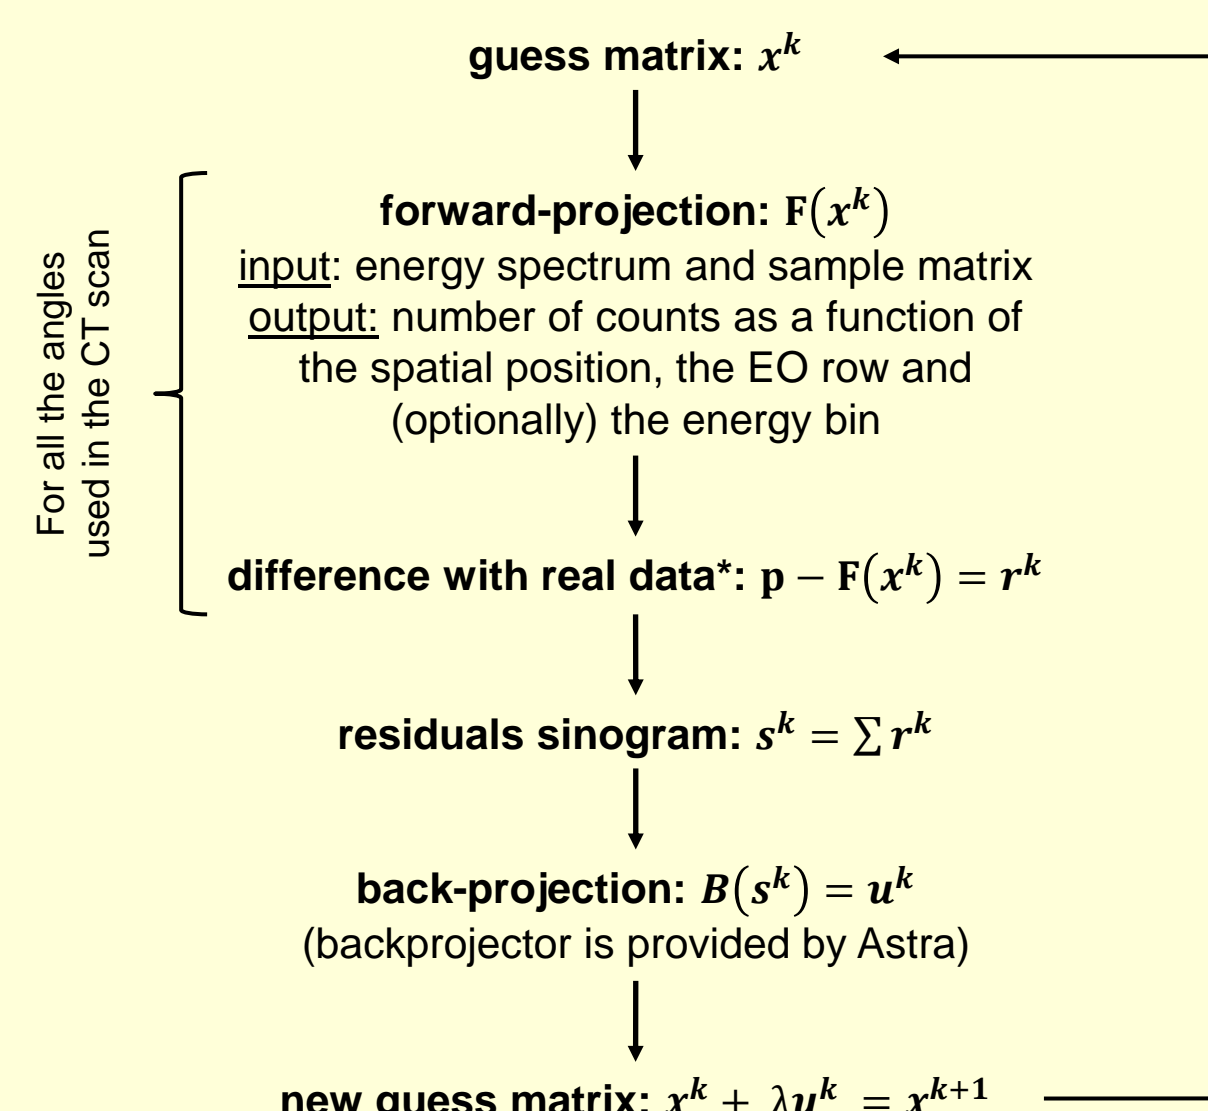 guess matrix: x^k
forward-projection: F(x^k)
input: energy spectrum and sample matrix
output: number of counts as a function of
the spatial position, the EO row and
(optionally) the energy bin
For all the angles
used in the CT scan
difference with real data*: p − F(x^k) = r^k
residuals sinogram: s^k = ∑ r^k
back-projection: B(s^k) = u^k
(backprojector is provided by Astra)
new guess matrix: x^k + λu^k = x^{k+1}